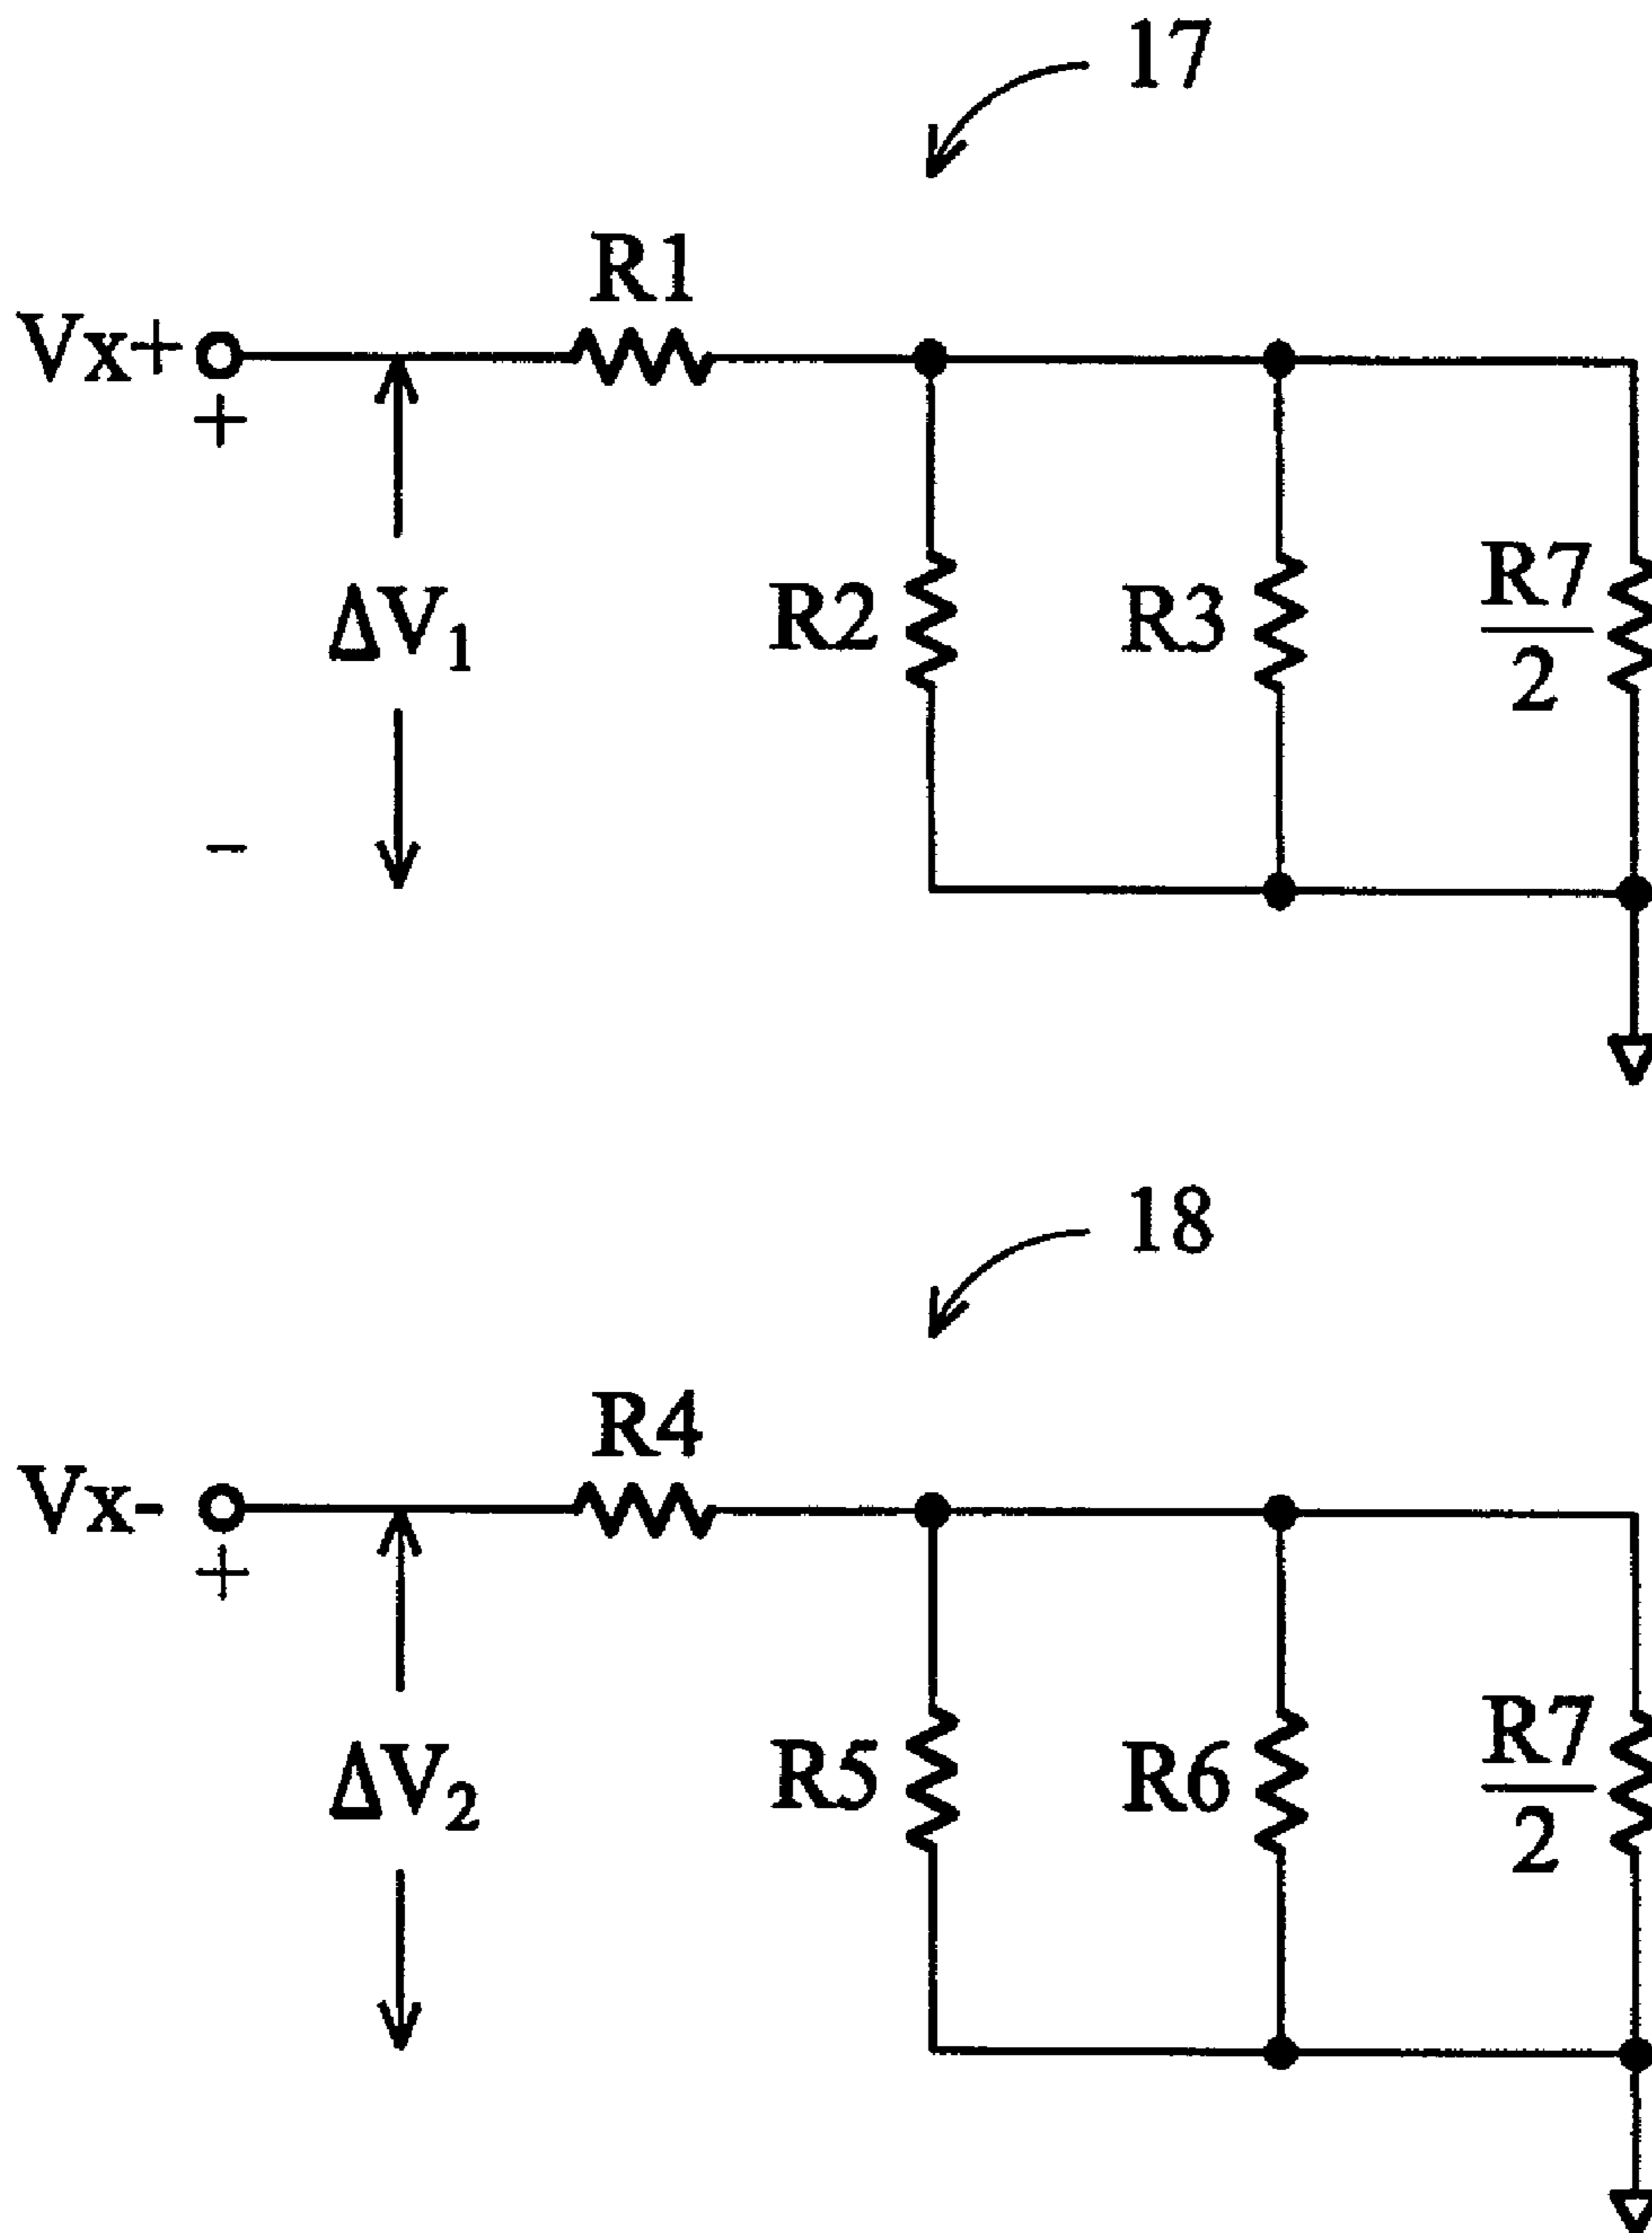 17
R1
Vx+
+
R2
R3
R7
2
ΔV₁
-
18
R4
Vx-
+
R5
R6
R7
2
ΔV₂